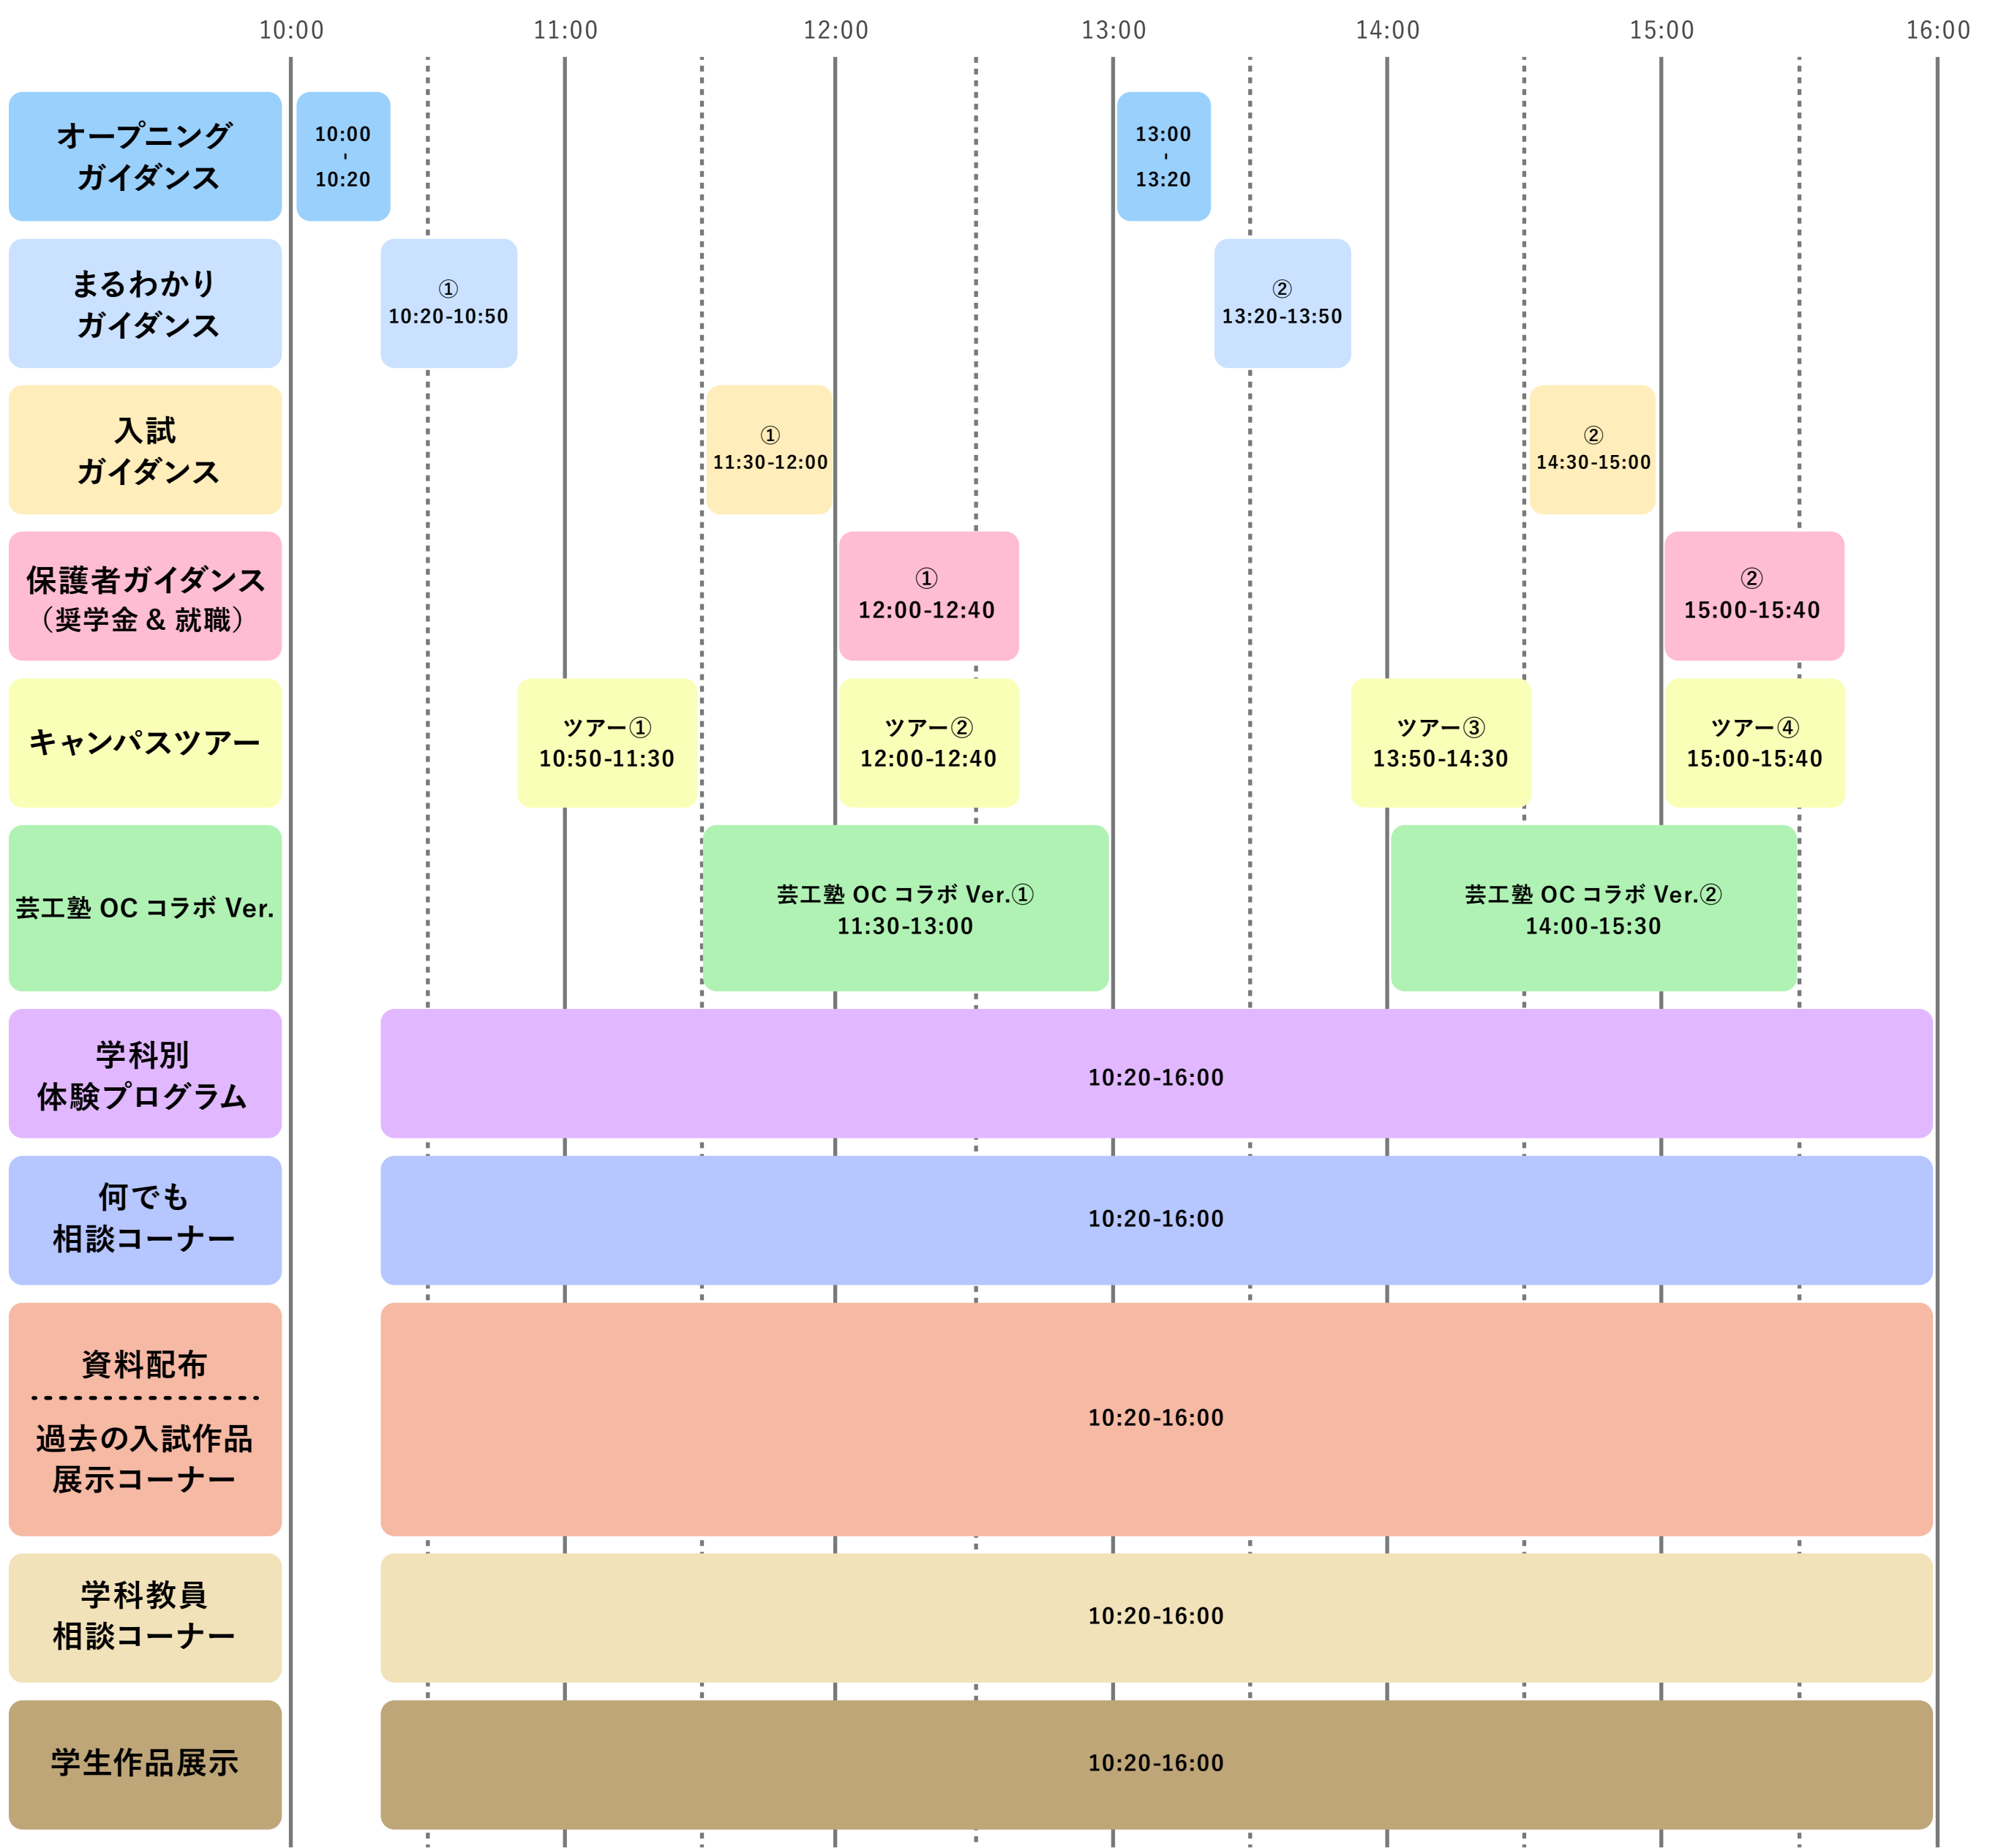 10:00 11:00 12:00 13:00 14:00 15:00 16:00
オープニング
ガイダンス
10:00
-
10:20
13:00
-
13:20
まるわかり
ガイダンス
①
10:20-10:50
②
13:20-13:50
入試
ガイダンス
①
11:30-12:00
②
14:30-15:00
保護者ガイダンス
（奨学金 & 就職）
①
12:00-12:40
②
15:00-15:40
キャンパスツアー
ツアー①
10:50-11:30
ツアー②
12:00-12:40
ツアー③
13:50-14:30
ツアー④
15:00-15:40
芸工塾 OC コラボ Ver.
芸工塾 OC コラボ Ver.①
11:30-13:00
芸工塾 OC コラボ Ver.②
14:00-15:30
学科別
体験プログラム
10:20-16:00
何でも
相談コーナー
10:20-16:00
資料配布
過去の入試作品
展示コーナー
10:20-16:00
学科教員
相談コーナー
10:20-16:00
学生作品展示
10:20-16:00